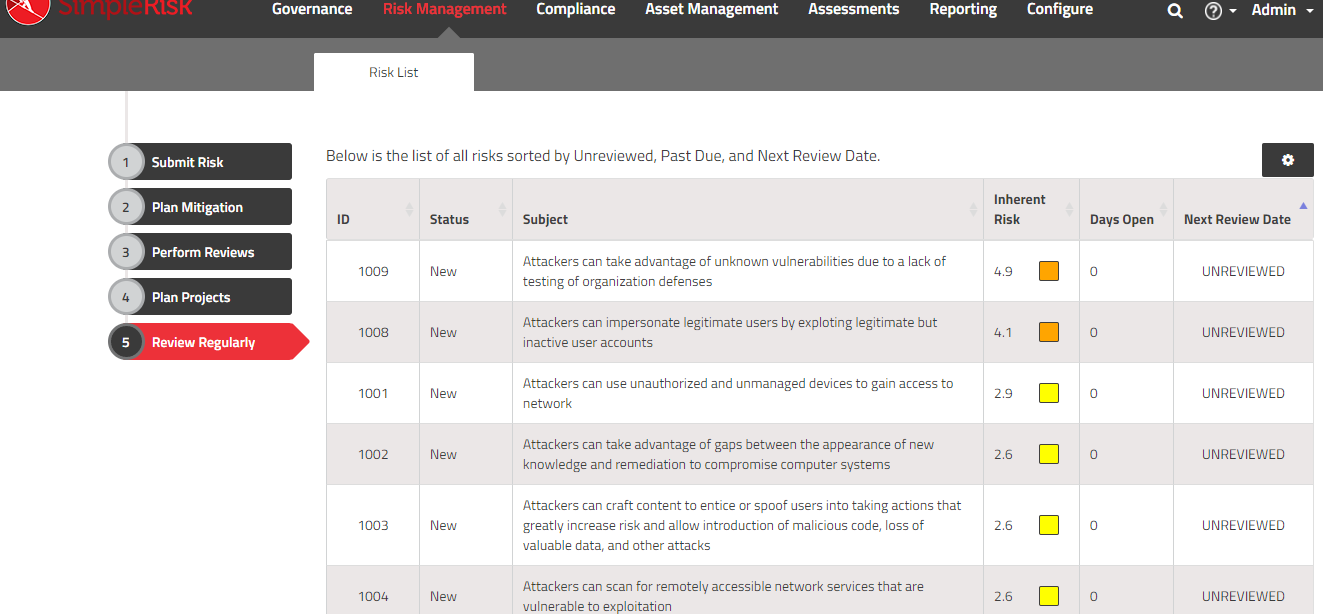 SimpleRisk
Governance
Risk Management
Compliance
Asset Management
Assessments
Reporting
Configure
Admin
Risk List
1 Submit Risk
2 Plan Mitigation
3 Perform Reviews
4 Plan Projects
5 Review Regularly
Below is the list of all risks sorted by Unreviewed, Past Due, and Next Review Date.
ID
Status
Subject
Inherent
Risk
Days Open
Next Review Date
1009
New
Attackers can take advantage of unknown vulnerabilities due to a lack of
testing of organization defenses
4.9
0
UNREVIEWED
1008
New
Attackers can impersonate legitimate users by exploting legitimate but
inactive user accounts
4.1
0
UNREVIEWED
1001
New
Attackers can use unauthorized and unmanaged devices to gain access to
network
2.9
0
UNREVIEWED
1002
New
Attackers can take advantage of gaps between the appearance of new
knowledge and remediation to compromise computer systems
2.6
0
UNREVIEWED
1003
New
Attackers can craft content to entice or spoof users into taking actions that
greatly increase risk and allow introduction of malicious code, loss of
valuable data, and other attacks
2.6
0
UNREVIEWED
1004
New
Attackers can scan for remotely accessible network services that are
vulnerable to exploitation
2.6
0
UNREVIEWED